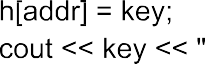 h[addr] = key;
cout << key << "